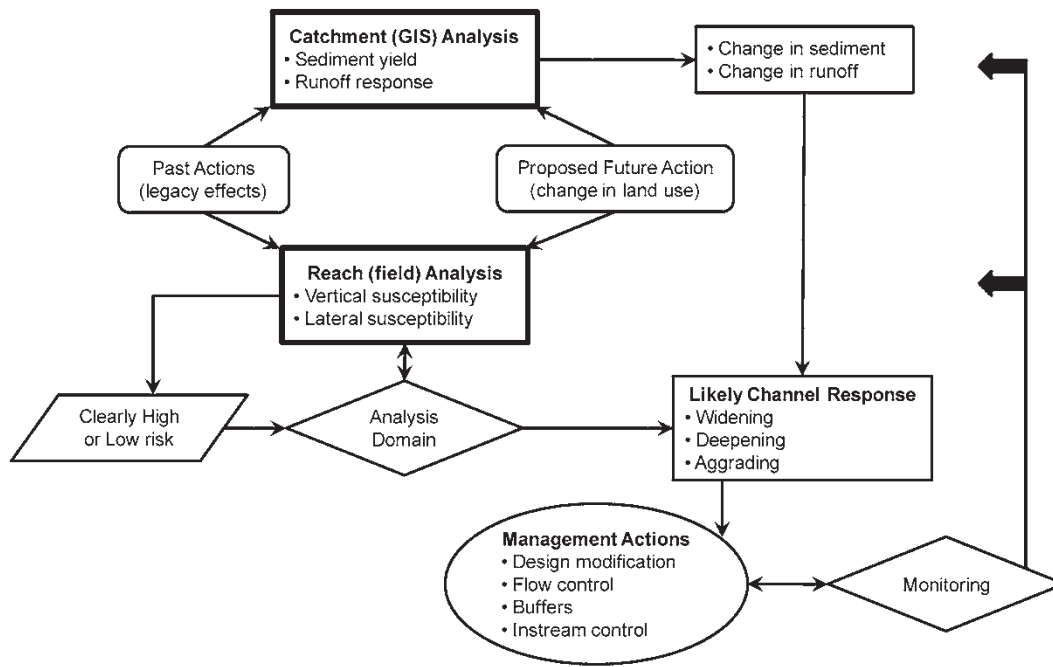 Catchment (GIS) Analysis
• Sediment yield
• Runoff response
• Change in sediment
• Change in runoff
Past Actions
(legacy effects)
Proposed Future Action
(change in land use)
Reach (field) Analysis
• Vertical susceptibility
• Lateral susceptibility
Clearly High
or Low risk
Analysis
Domain
Likely Channel Response
• Widening
• Deepening
• Aggrading
Management Actions
• Design modification
• Flow control
• Buffers
• Instream control
Monitoring